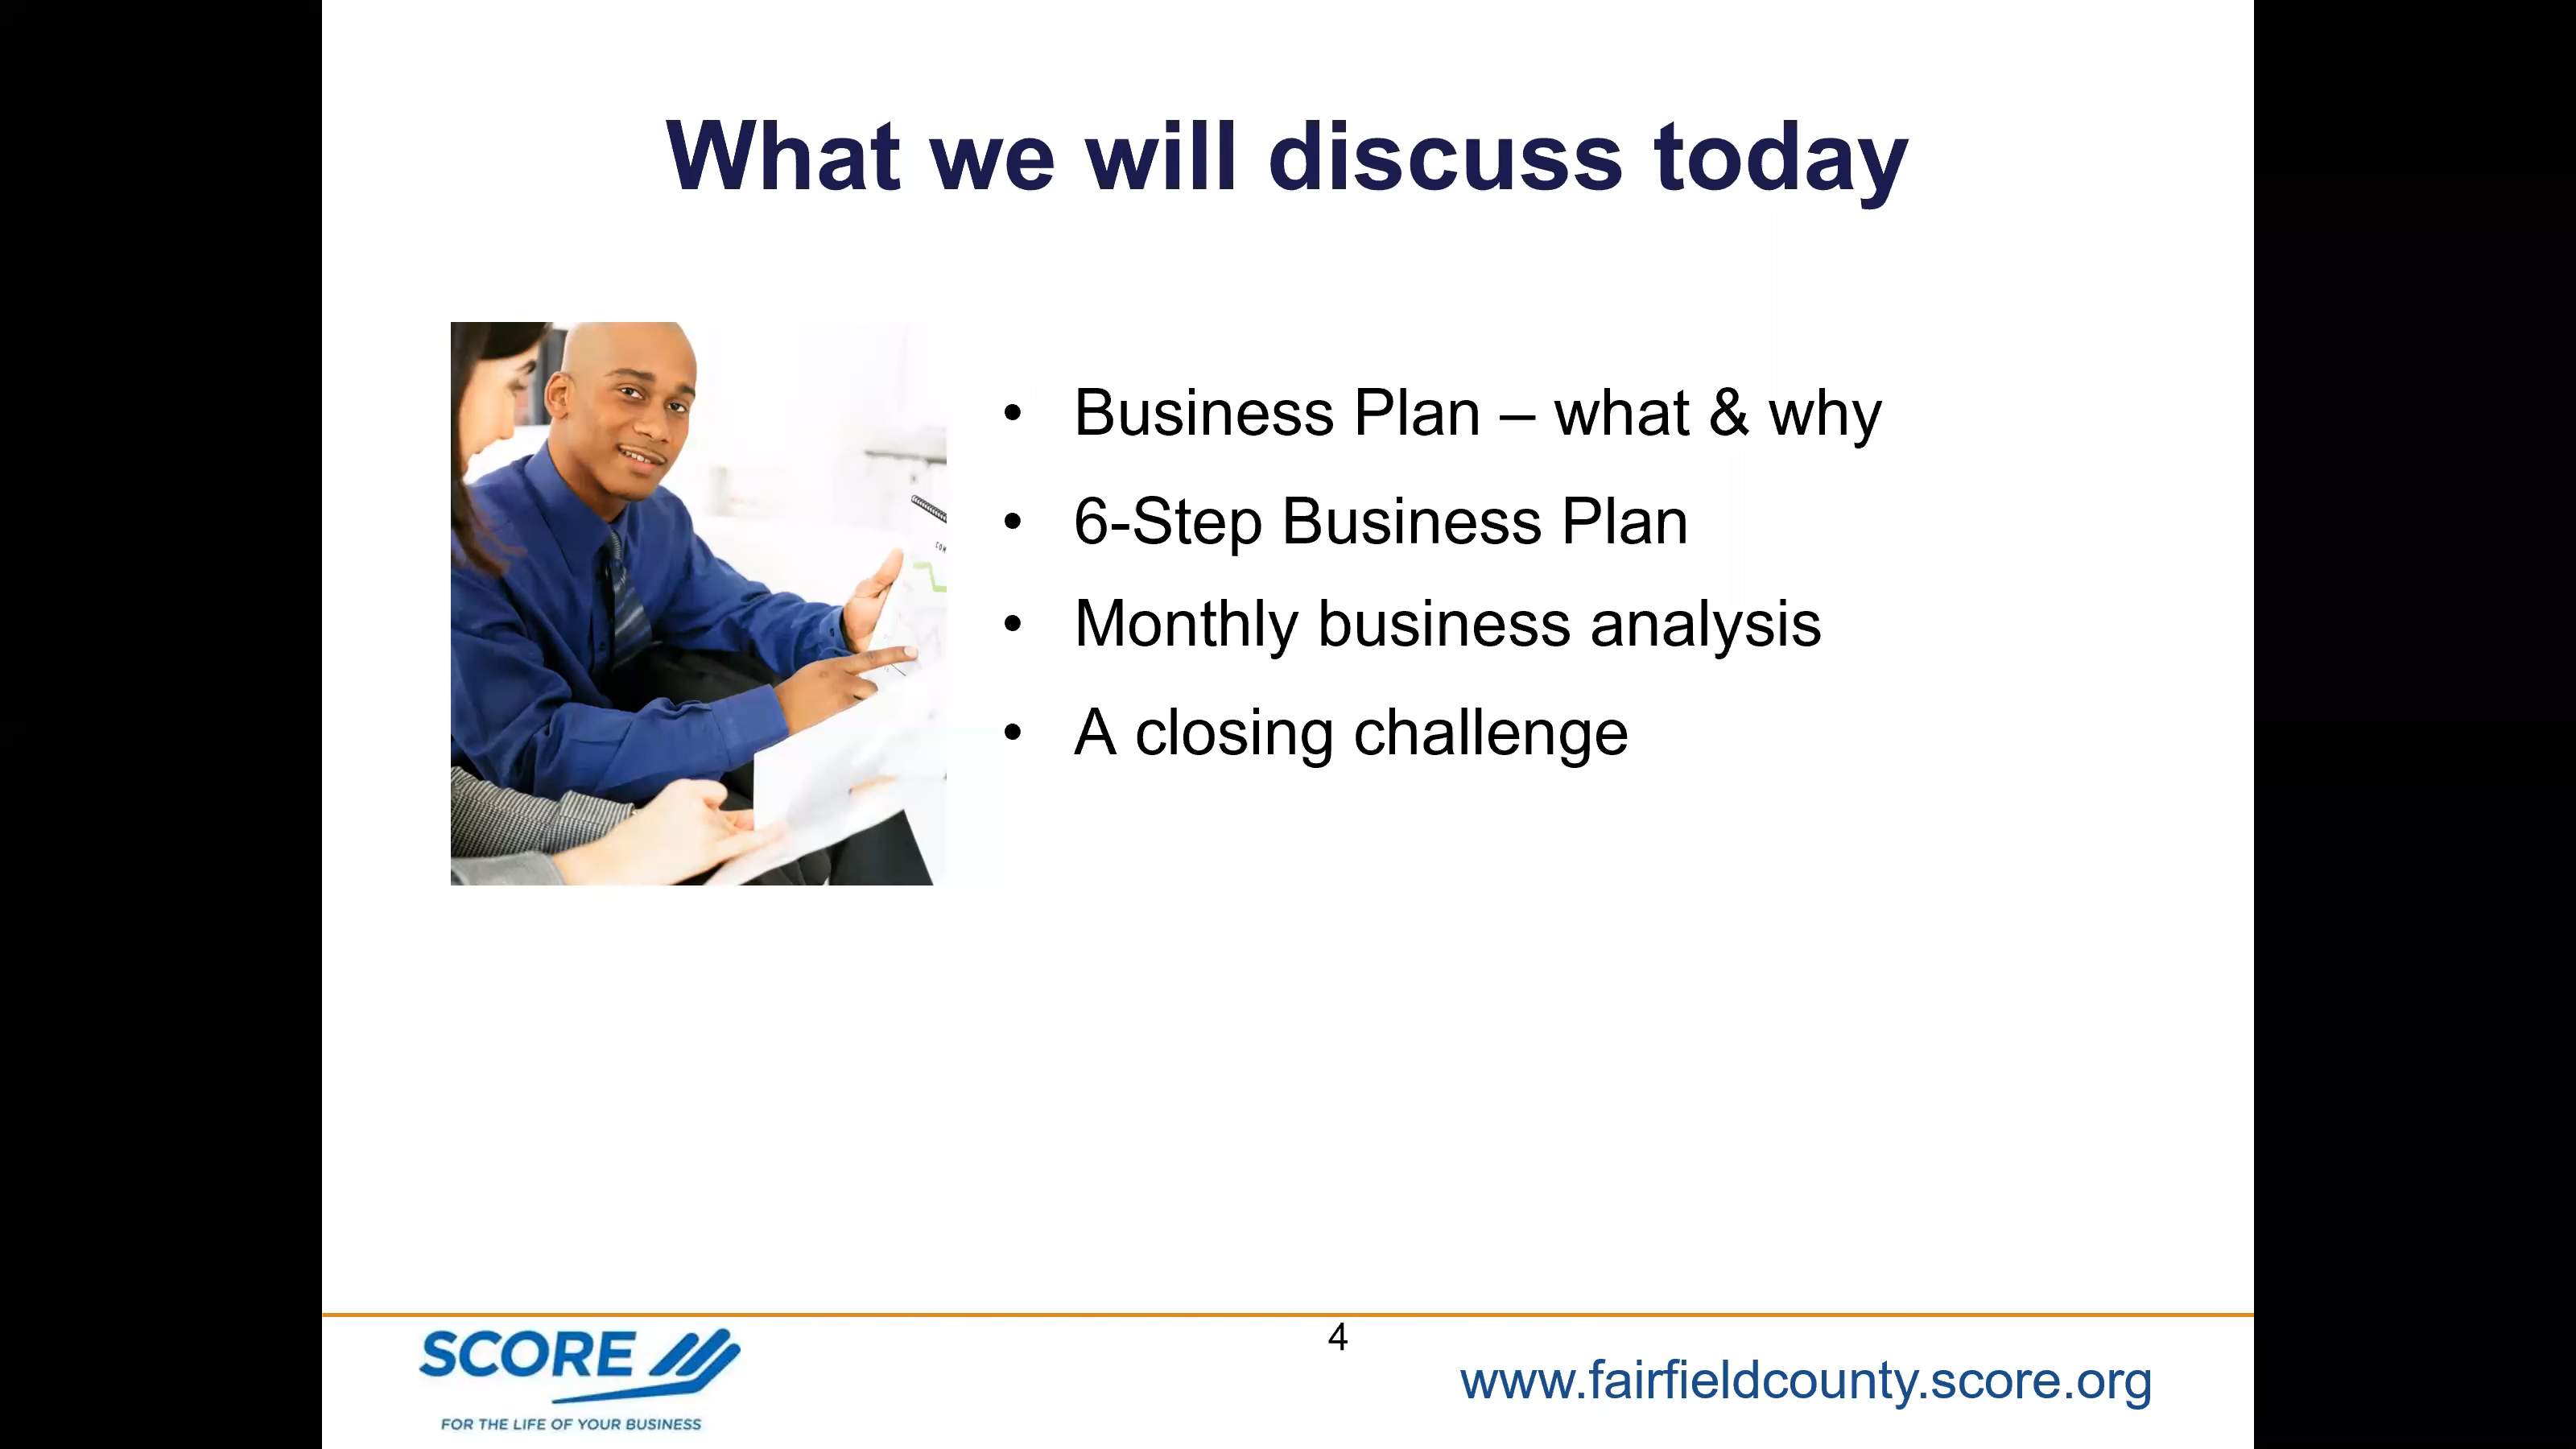 What we will discuss today
• Business Plan – what & why
• 6-Step Business Plan
• Monthly business analysis
• A closing challenge
SCORE
FOR THE LIFE OF YOUR BUSINESS
4
www.fairfieldcounty.score.org